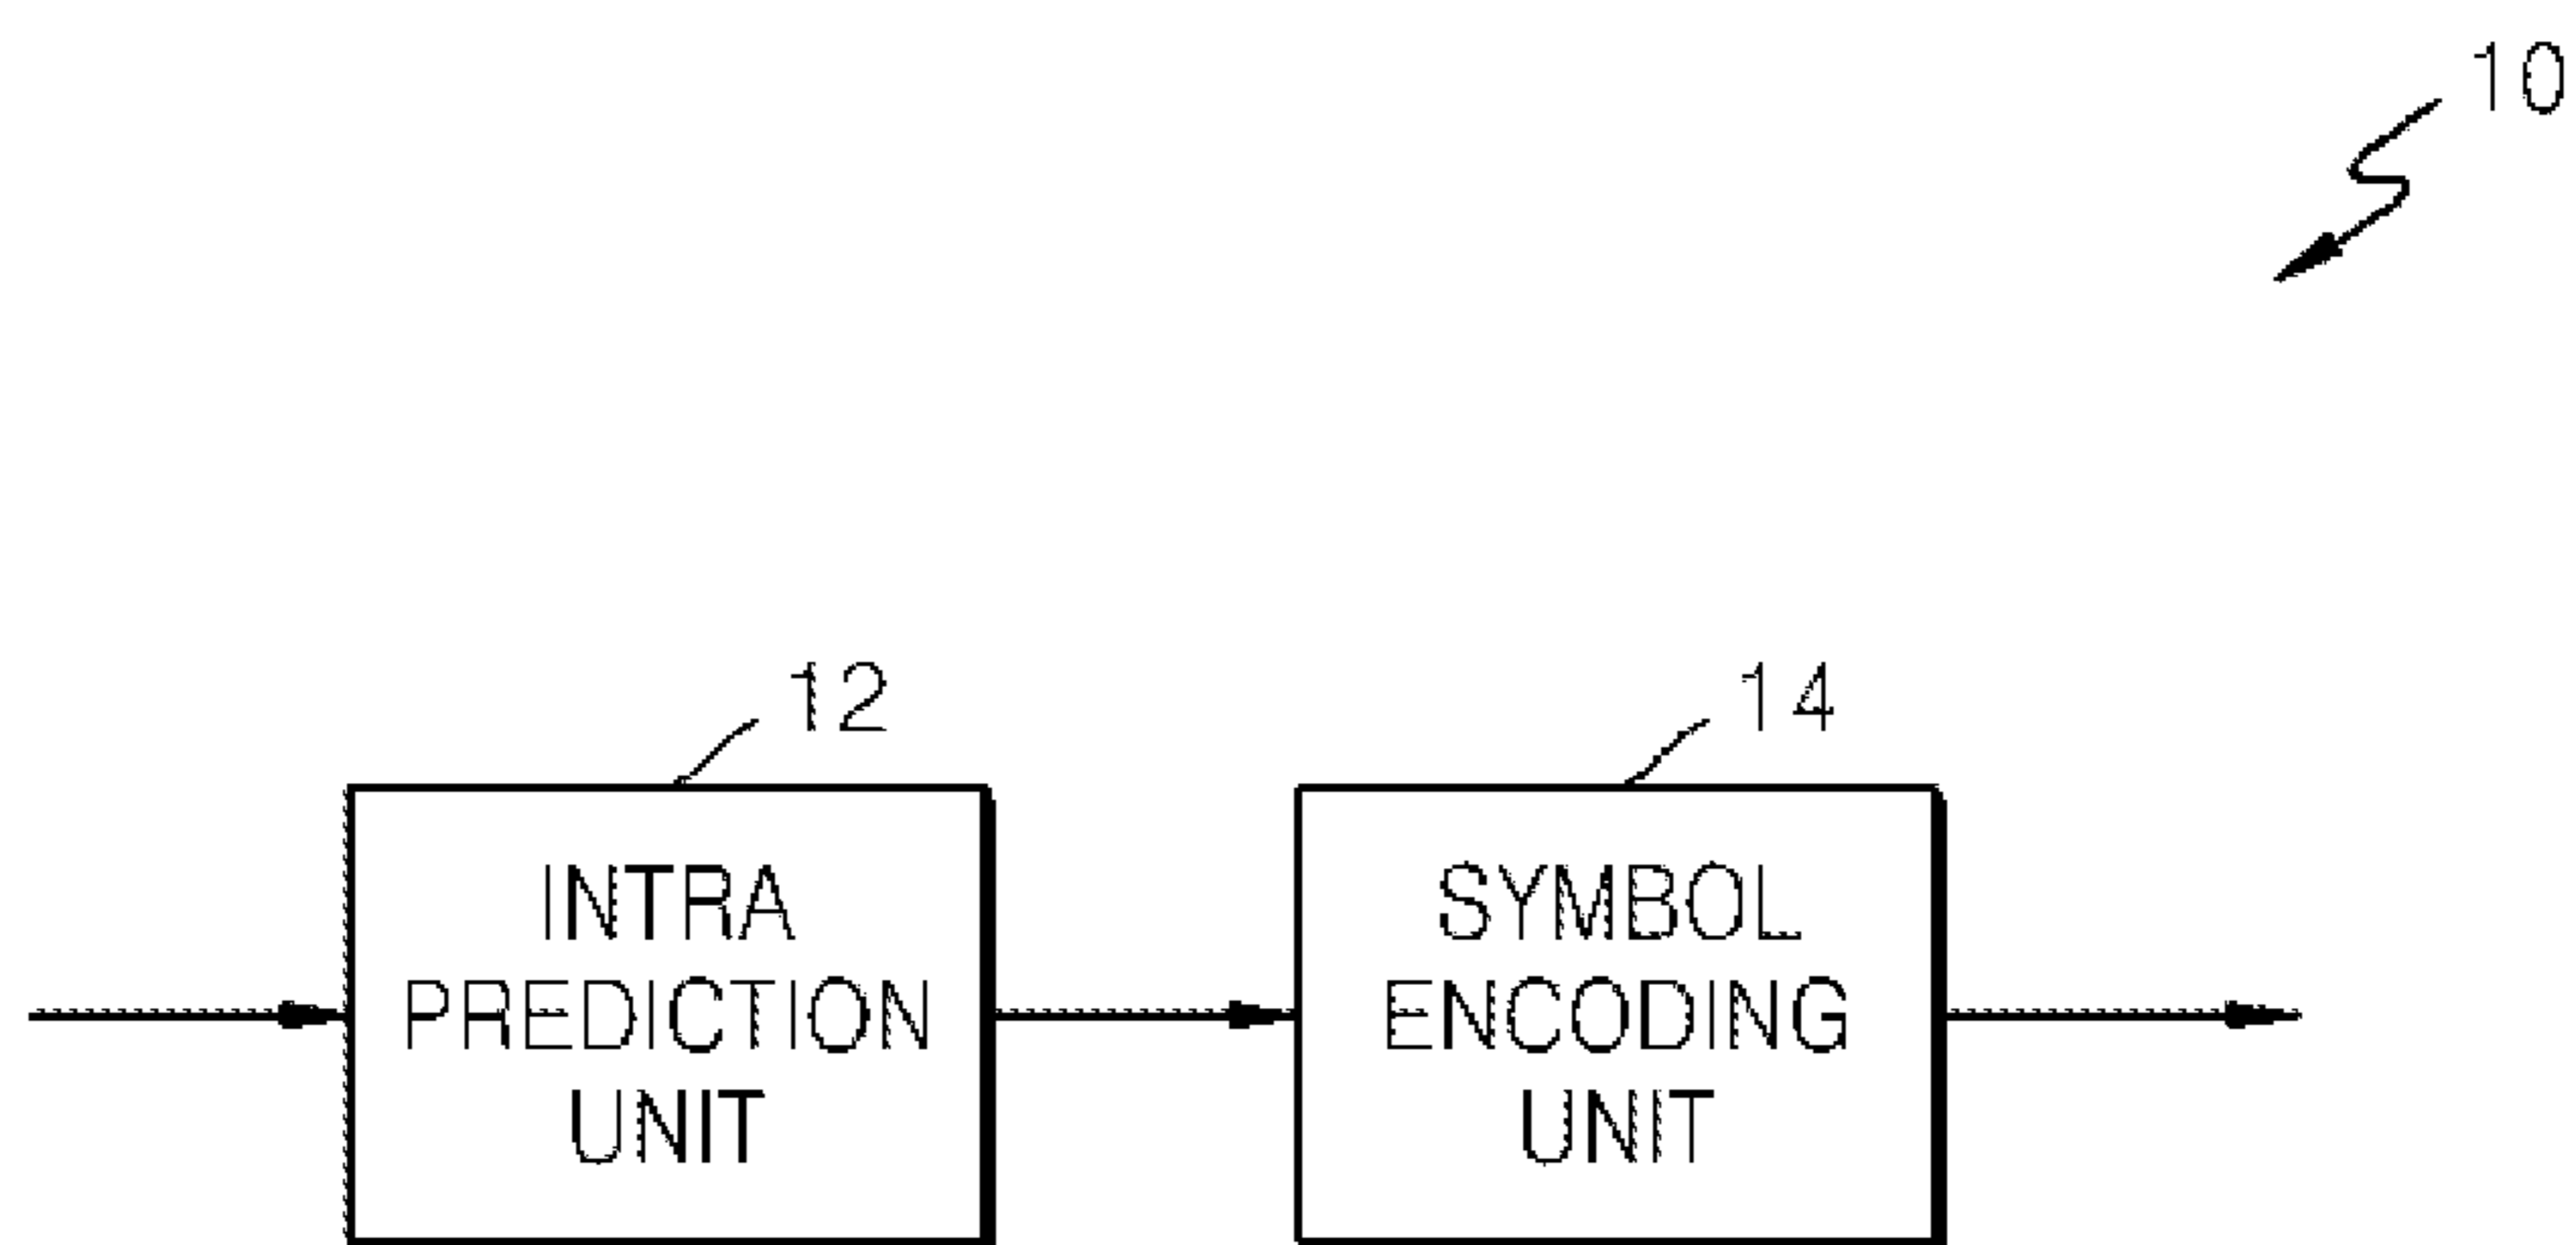 10
12
14
INTRA
PREDICTION
UNIT
SYMBOL
ENCODING
UNIT